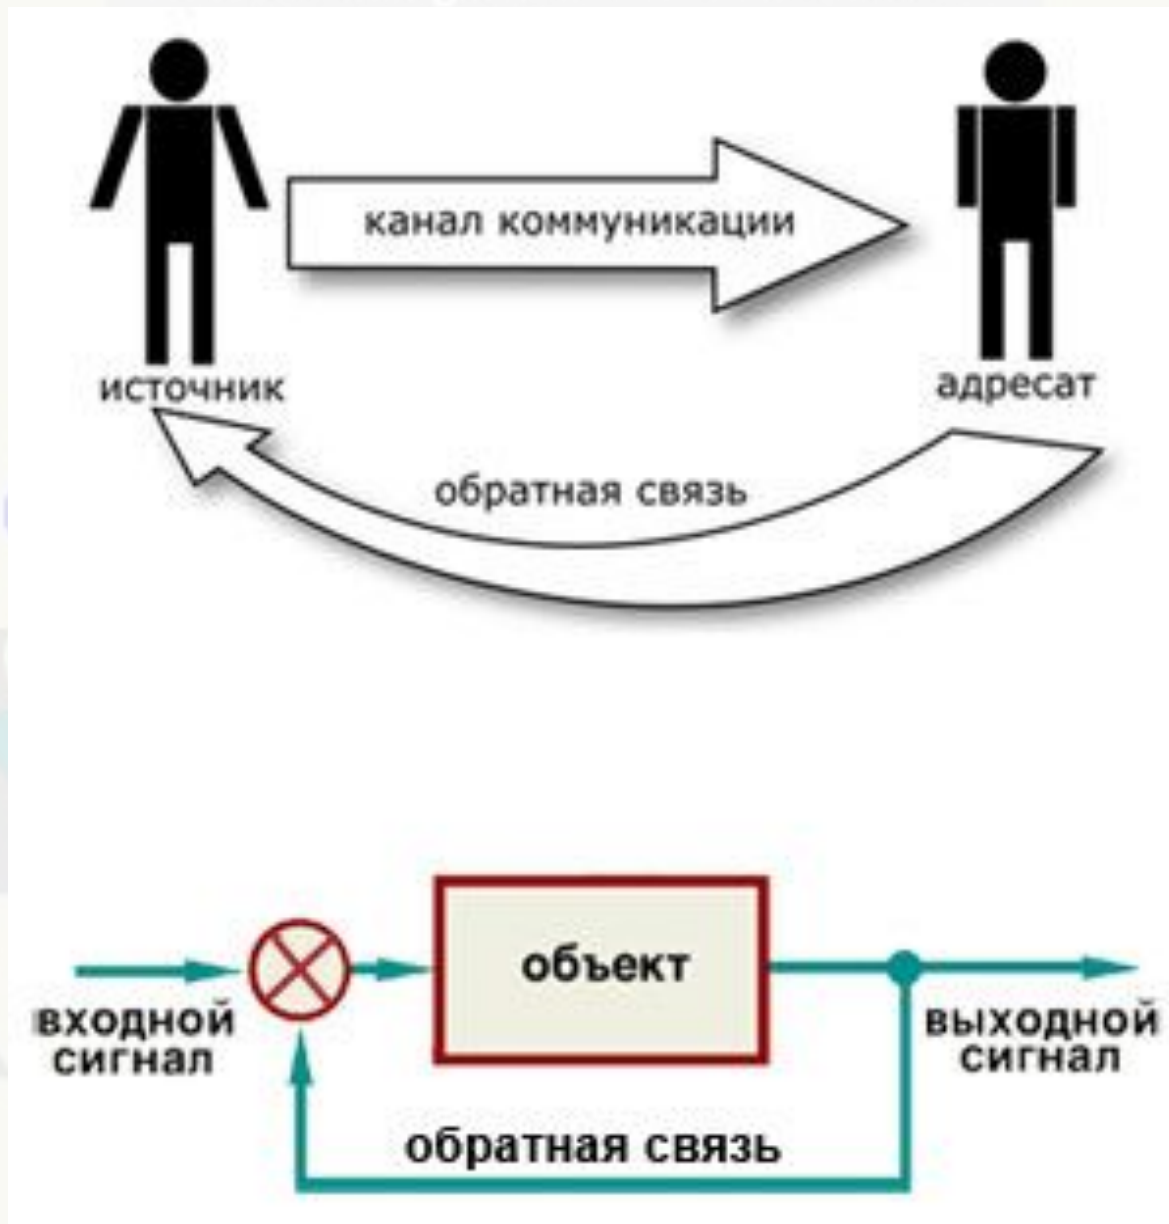 канал коммуникации
источник
адресат
обратная связь
объект
входной
сигнал
выходной
сигнал
обратная связь